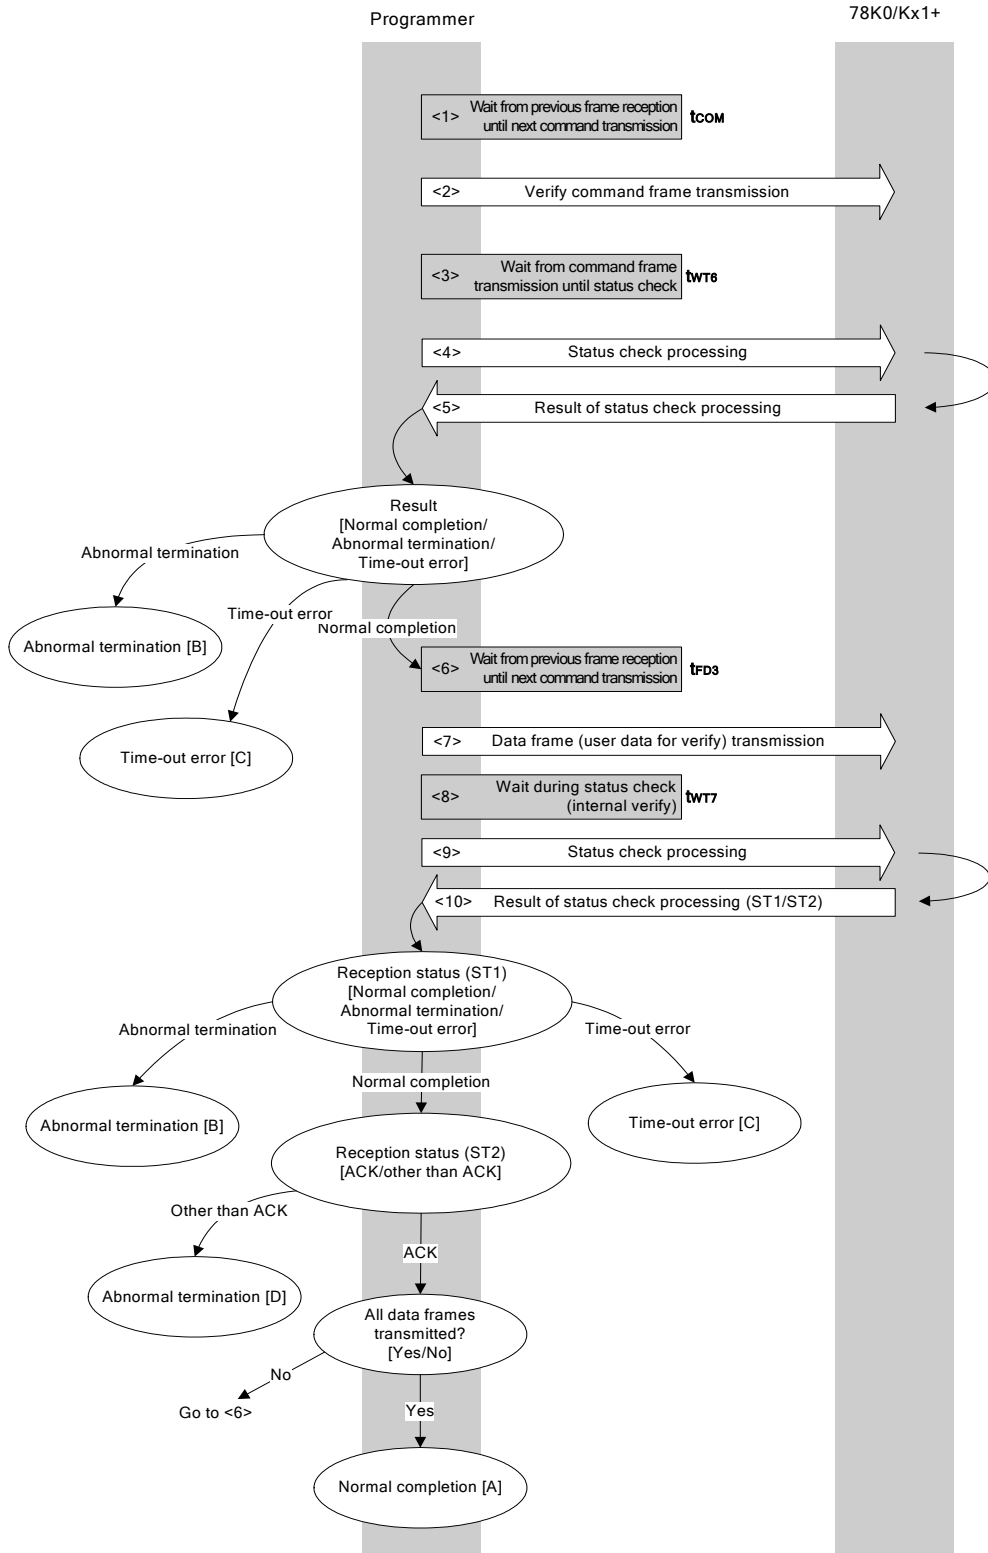 Programmer
78K0/Kx1+
<1> Wait from previous frame reception
until next command transmission
tCOM
<2> Verify command frame transmission
<3> Wait from command frame
transmission until status check
tWT6
<4> Status check processing
<5> Result of status check processing
Result
[Normal completion/
Abnormal termination/
Time-out error]
Abnormal termination
Time-out error
Normal completion
Abnormal termination [B]
<6> Wait from previous frame reception
until next command transmission
tFD3
Time-out error [C]
<7> Data frame (user data for verify) transmission
<8> Wait during status check
(internal verify)
tWT7
<9> Status check processing
<10> Result of status check processing (ST1/ST2)
Reception status (ST1)
[Normal completion/
Abnormal termination/
Time-out error]
Abnormal termination
Time-out error
Normal completion
Abnormal termination [B]
Time-out error [C]
Reception status (ST2)
[ACK/other than ACK]
Other than ACK
ACK
Abnormal termination [D]
All data frames
transmitted?
[Yes/No]
No
Go to <6>
Yes
Normal completion [A]